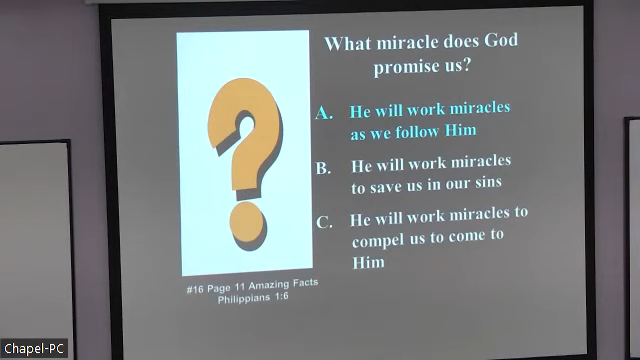 What miracle does God
promise us?
A. He will work miracles
as we follow Him
B. He will work miracles
to save us in our sins
C. He will work miracles to
compel us to come to
Him
#16 Page 11 Amazing Facts
Philippians 1:6
Chapel-PC